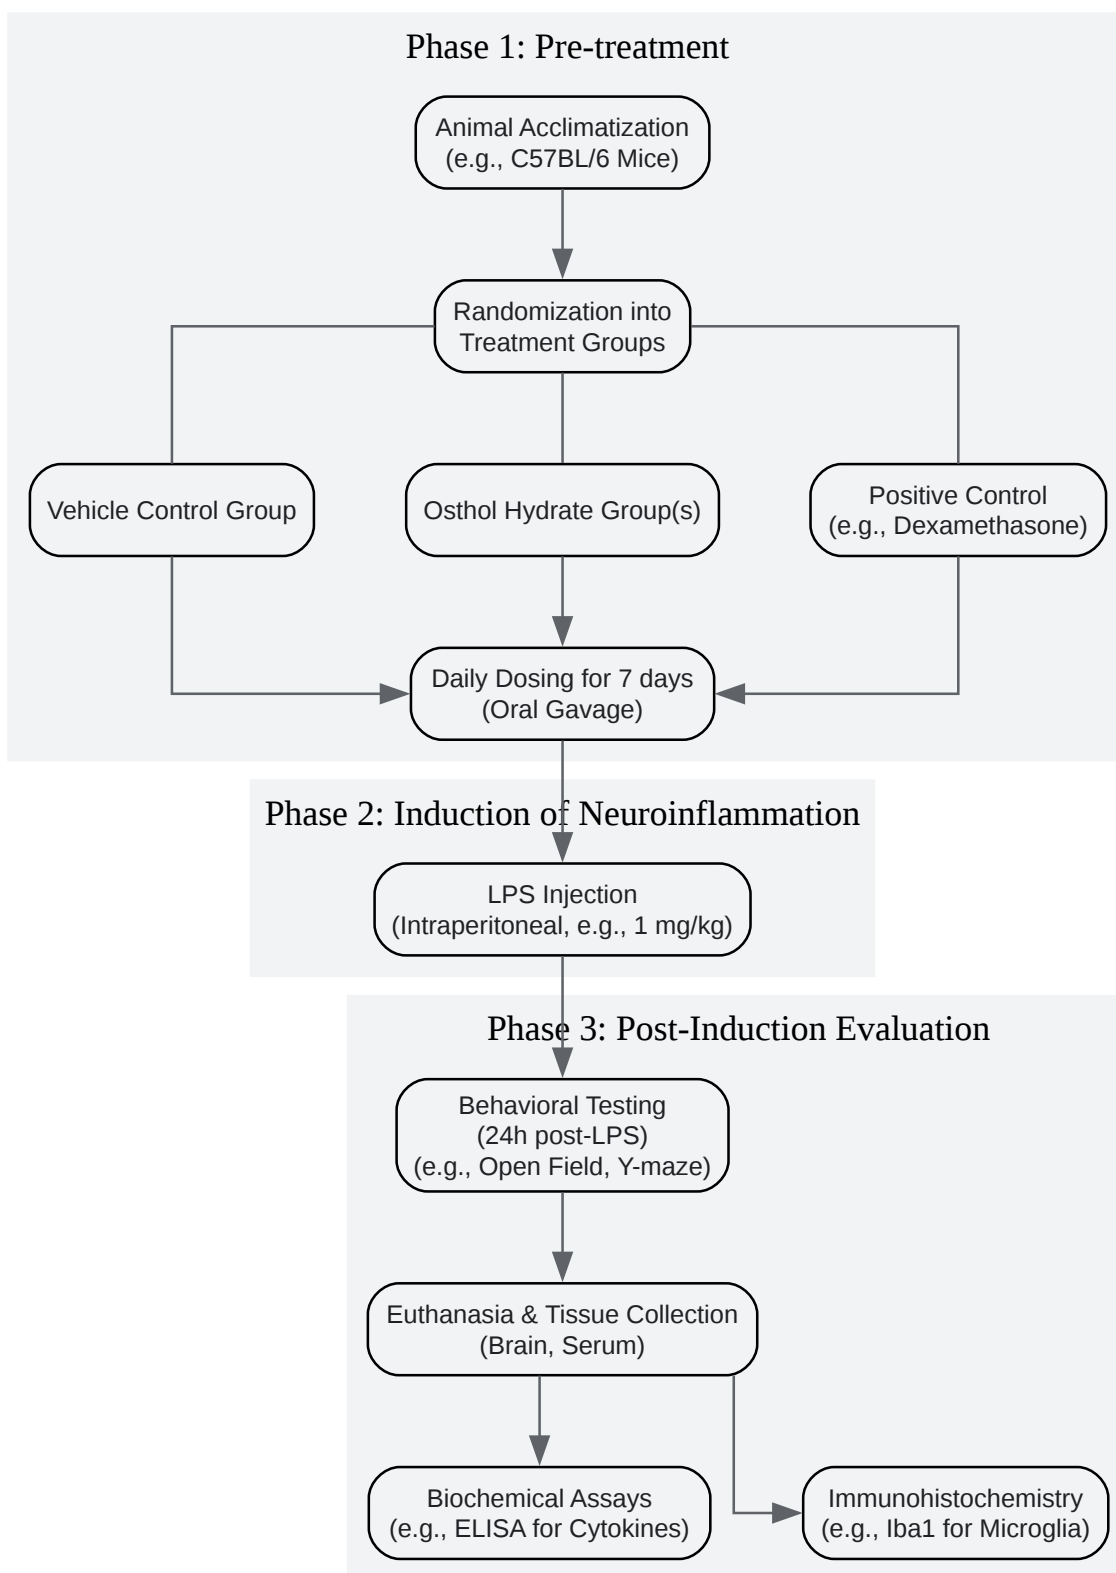 Phase 1: Pre-treatment
Animal Acclimatization
(e.g., C57BL/6 Mice)
Randomization into
Treatment Groups
Vehicle Control Group
Osthol Hydrate Group(s)
Positive Control
(e.g., Dexamethasone)
Daily Dosing for 7 days
(Oral Gavage)
Phase 2: Induction of Neuroinflammation
LPS Injection
(Intraperitoneal, e.g., 1 mg/kg)
Phase 3: Post-Induction Evaluation
Behavioral Testing
(24h post-LPS)
(e.g., Open Field, Y-maze)
Euthanasia & Tissue Collection
(Brain, Serum)
Biochemical Assays
(e.g., ELISA for Cytokines)
Immunohistochemistry
(e.g., Iba1 for Microglia)